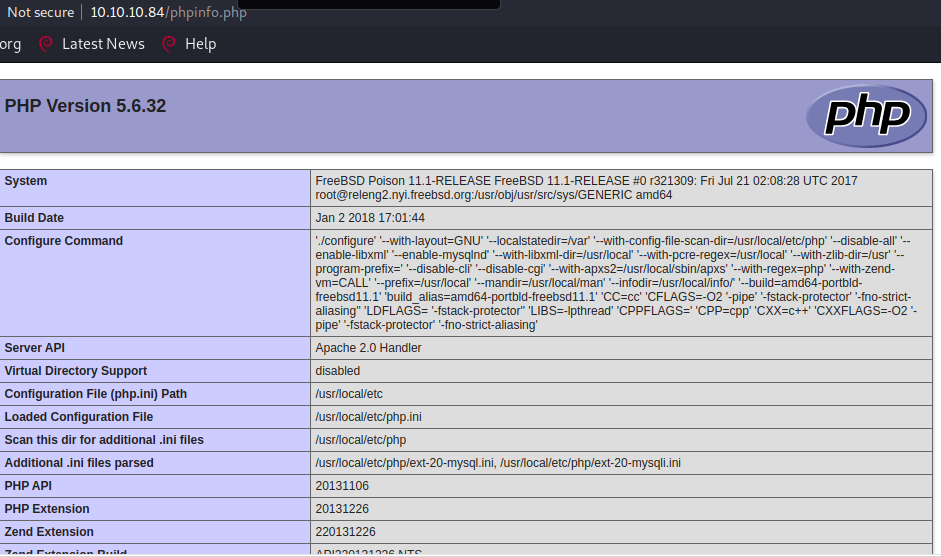 Not secure 10.10.10.84/phpinfo.php
org Latest News Help
PHP Version 5.6.32
php
System FreeBSD Poison 11.1-RELEASE FreeBSD 11.1-RELEASE #0 r321309: Fri Jul 21 02:08:28 UTC 2017
root@releng2.nyi.freebsd.org:/usr/obj/usr/src/sys/GENERIC amd64
Build Date Jan 2 2018 17:01:44
Configure Command './configure' '--with-layout=GNU' '--localstatedir=/var' '--with-config-file-scan-dir=/usr/local/etc/php' '--disable-all' '--
enable-libxml' '--enable-mysqlnd' '--with-libxml-dir=/usr/local' '--with-pcre-regex=/usr/local' '--with-zlib-dir=/usr' '--
program-prefix=' '--disable-cli' '--disable-cgi' '--with-apxs2=/usr/local/sbin/apxs' '--with-regex=php' '--with-zend-
vm=CALL' '--prefix=/usr/local' '--mandir=/usr/local/man' '--infodir=/usr/local/info/' '--build=amd64-portbld-
freebsd11.1' 'build_alias=amd64-portbld-freebsd11.1' 'CC=cc' 'CFLAGS=-O2 '-pipe' '-fstack-protector' '-fno-strict-
aliasing'' 'LDFLAGS= '-fstack-protector'' 'LIBS=-lpthread' 'CPPFLAGS=' 'CPP=cpp' 'CXX=c++' 'CXXFLAGS=-O2 '-
pipe' '-fstack-protector' '-fno-strict-aliasing'
Server API Apache 2.0 Handler
Virtual Directory Support disabled
Configuration File (php.ini) Path /usr/local/etc
Loaded Configuration File /usr/local/etc/php.ini
Scan this dir for additional .ini files /usr/local/etc/php
Additional .ini files parsed /usr/local/etc/php/ext-20-mysql.ini, /usr/local/etc/php/ext-20-mysqli.ini
PHP API 20131106
PHP Extension 20131226
Zend Extension 220131226
Zend Extension Build API220131226,NTS